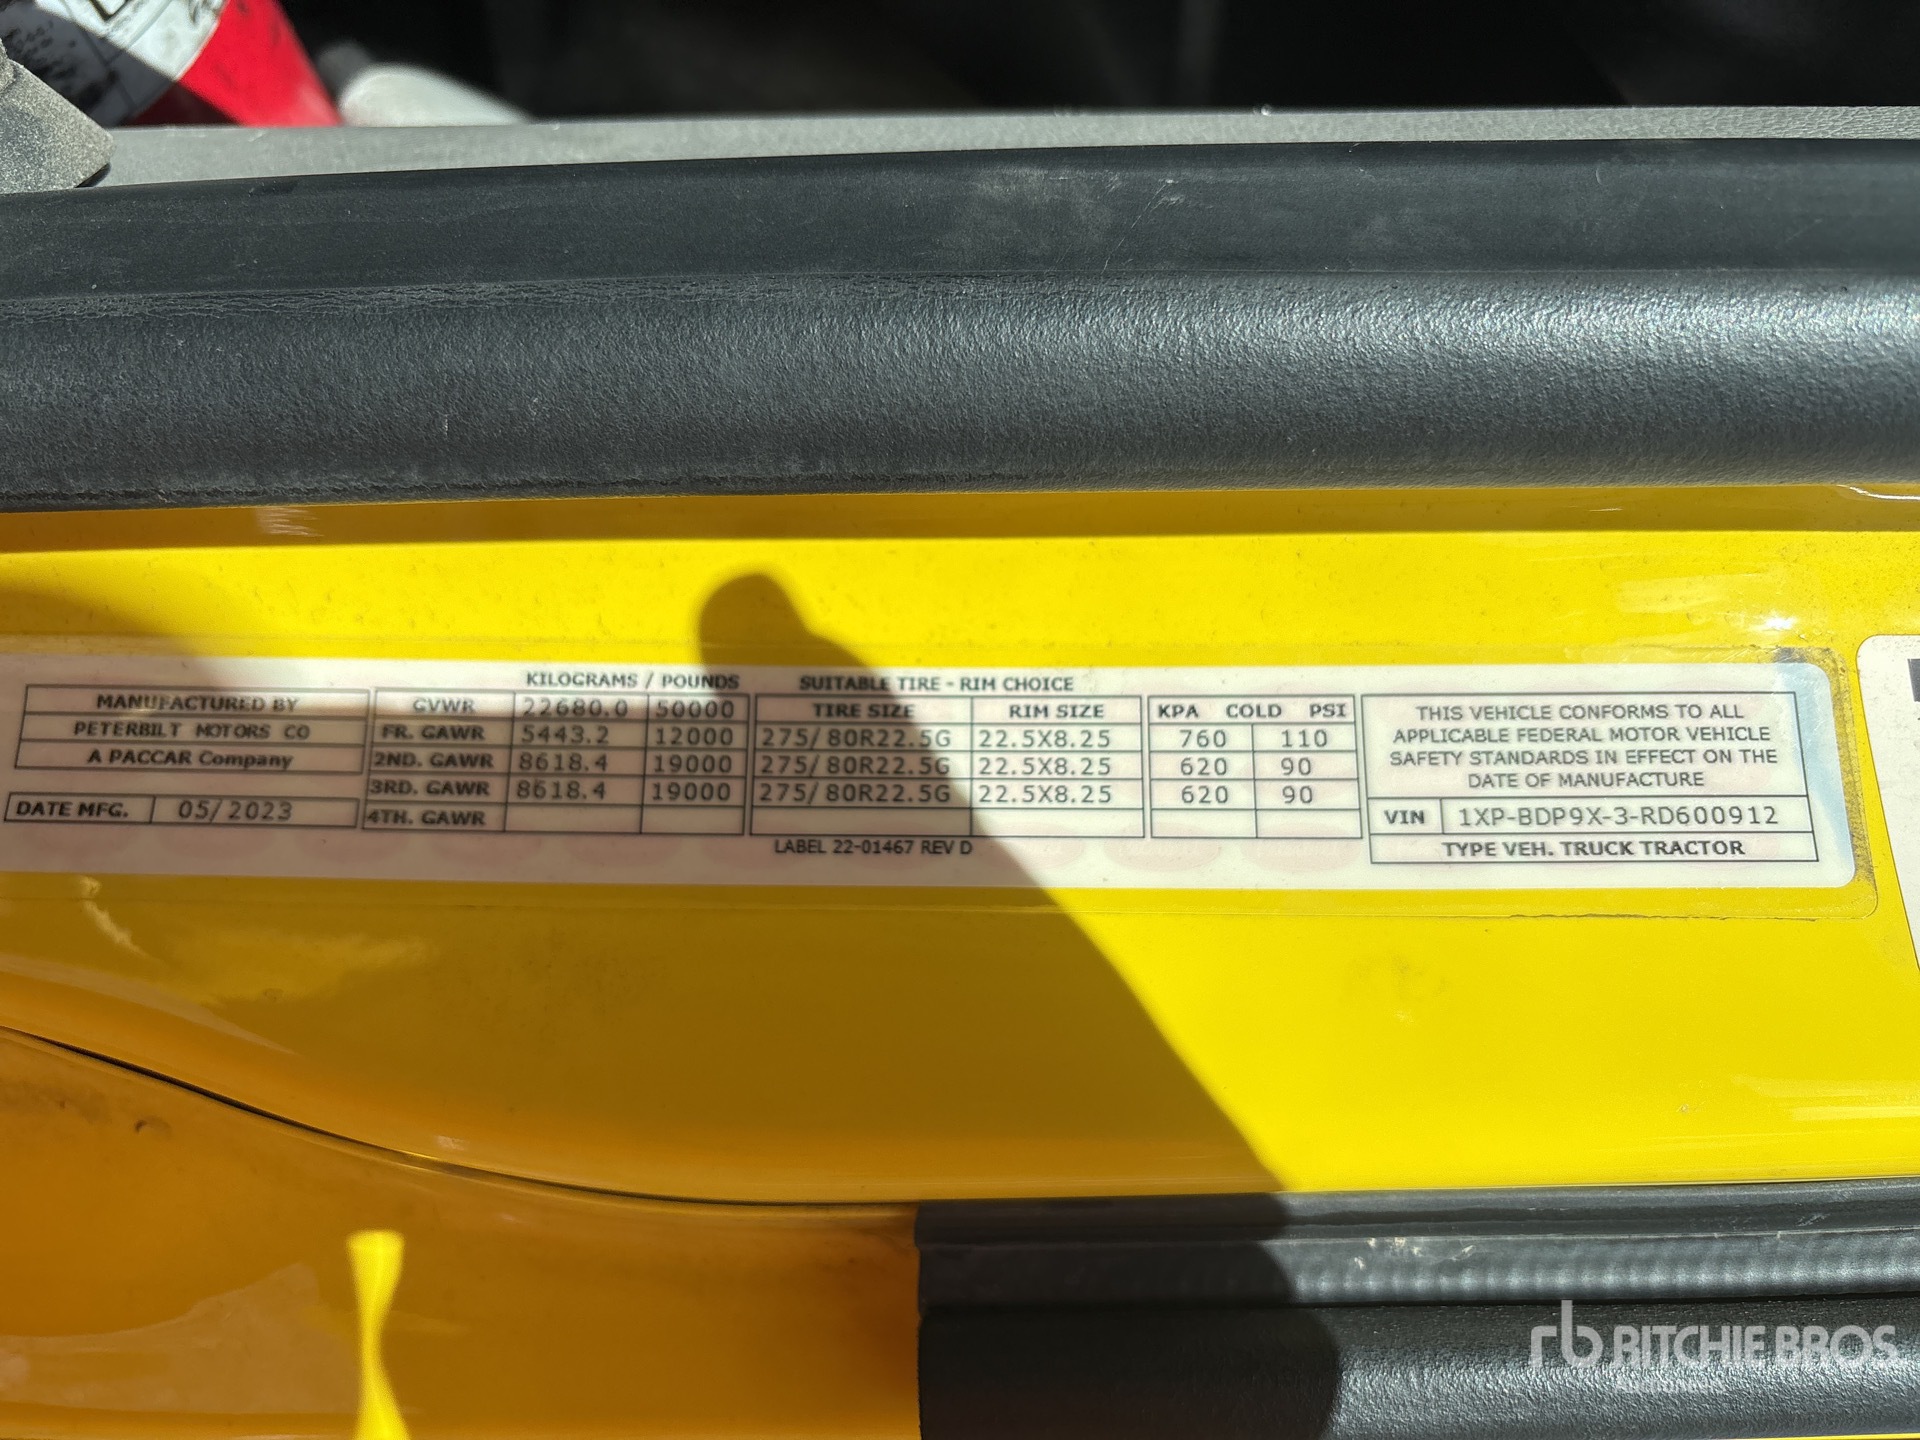 KILOGRAMS / POUNDS SUITABLE TIRE - RIM CHOICE
MANUFACTURED BY GVWR 22680.0 50000 TIRE SIZE RIM SIZE KPA COLD PSI
PETERBILT MOTORS CO FR. GAWR 5443.2 12000 275/80R22.5G 22.5X8.25 760 110
A PACCAR Company 2ND. GAWR 8618.4 19000 275/80R22.5G 22.5X8.25 620 90
3RD. GAWR 8618.4 19000 275/80R22.5G 22.5X8.25 620 90
DATE MFG. 05/2023 4TH. GAWR
LABEL 22-01467 REV D
THIS VEHICLE CONFORMS TO ALL
APPLICABLE FEDERAL MOTOR VEHICLE
SAFETY STANDARDS IN EFFECT ON THE
DATE OF MANUFACTURE
VIN 1XP-BDP9X-3-RD600912
TYPE VEH. TRUCK TRACTOR
rb RITCHIE BROS.
Auctioneers